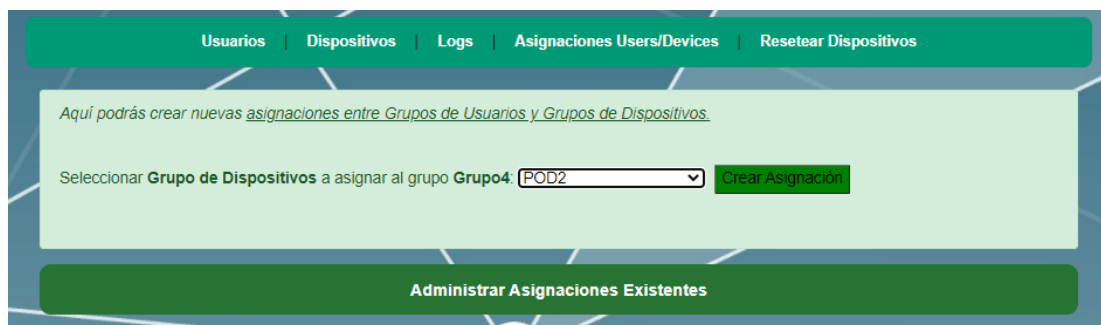 Usuarios | Dispositivos | Logs | Asignaciones Users/Devices | Resetear Dispositivos
Aquí podrás crear nuevas asignaciones entre Grupos de Usuarios y Grupos de Dispositivos.
Seleccionar Grupo de Dispositivos a asignar al grupo Grupo4: POD2 Crear Asignación
Administrar Asignaciones Existentes